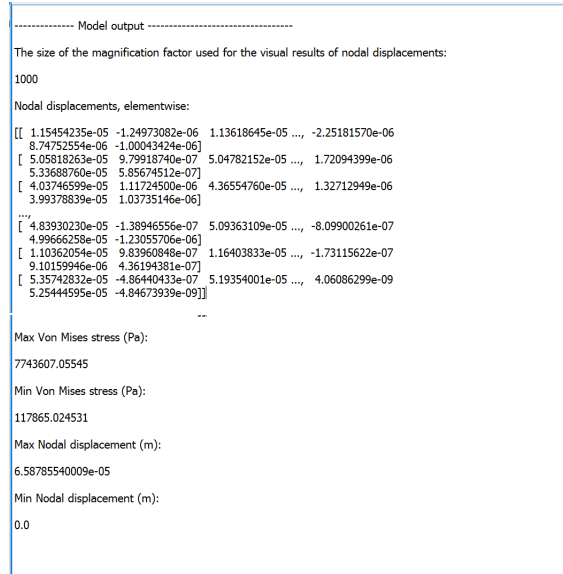 -------------- Model output ----------------------------------
The size of the magnification factor used for the visual results of nodal displacements:
1000
Nodal displacements, elementwise:
[[ 1.15454235e-05 -1.24973082e-06 1.13618645e-05 ..., -2.25181570e-06
8.74752554e-06 -1.00043424e-06]
[ 5.05818263e-05 9.79918740e-07 5.04782152e-05 ..., 1.72094399e-06
5.33688760e-05 5.85674512e-07]
[ 4.03746599e-05 1.11724500e-06 4.36554760e-05 ..., 1.32712949e-06
3.99378839e-05 1.03735146e-06]
...,
[ 4.83930230e-05 -1.38946556e-07 5.09363109e-05 ..., -8.09900261e-07
4.99666258e-05 -1.23055706e-06]
[ 1.10362054e-05 9.83960848e-07 1.16403833e-05 ..., -1.73115622e-07
9.10159946e-06 4.36194381e-07]
[ 5.35742832e-05 -4.86440433e-07 5.19354001e-05 ..., 4.06086299e-09
5.25444595e-05 -4.84673939e-09]]
--
Max Von Mises stress (Pa):
7743607.05545
Min Von Mises stress (Pa):
117865.024531
Max Nodal displacement (m):
6.58785540009e-05
Min Nodal displacement (m):
0.0